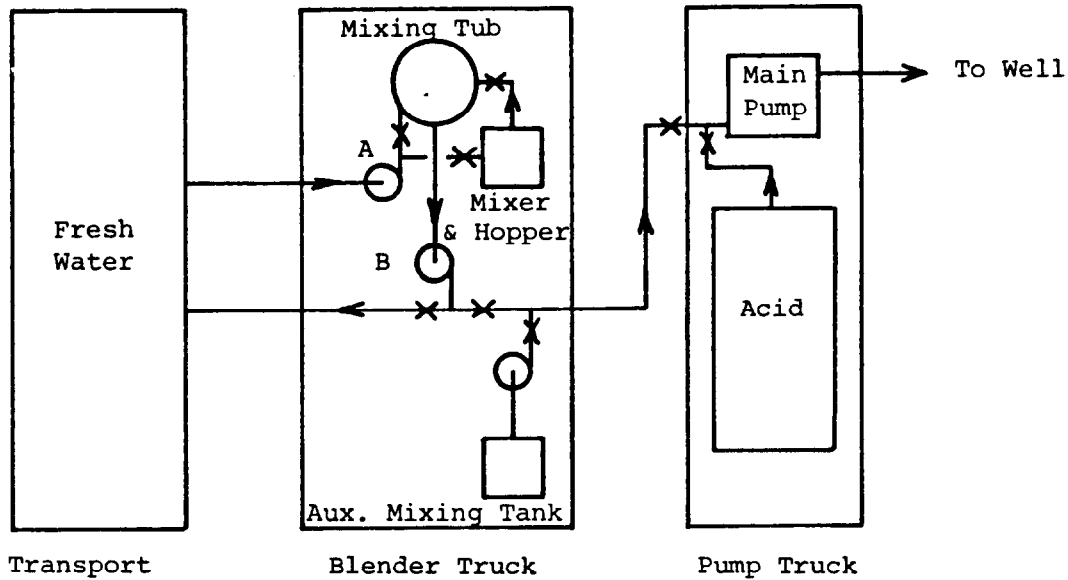 Mixing Tub
Main
Pump
To Well
A
Mixer
& Hopper
Fresh
Water
B
Acid
Aux. Mixing Tank
Transport
Blender Truck
Pump Truck